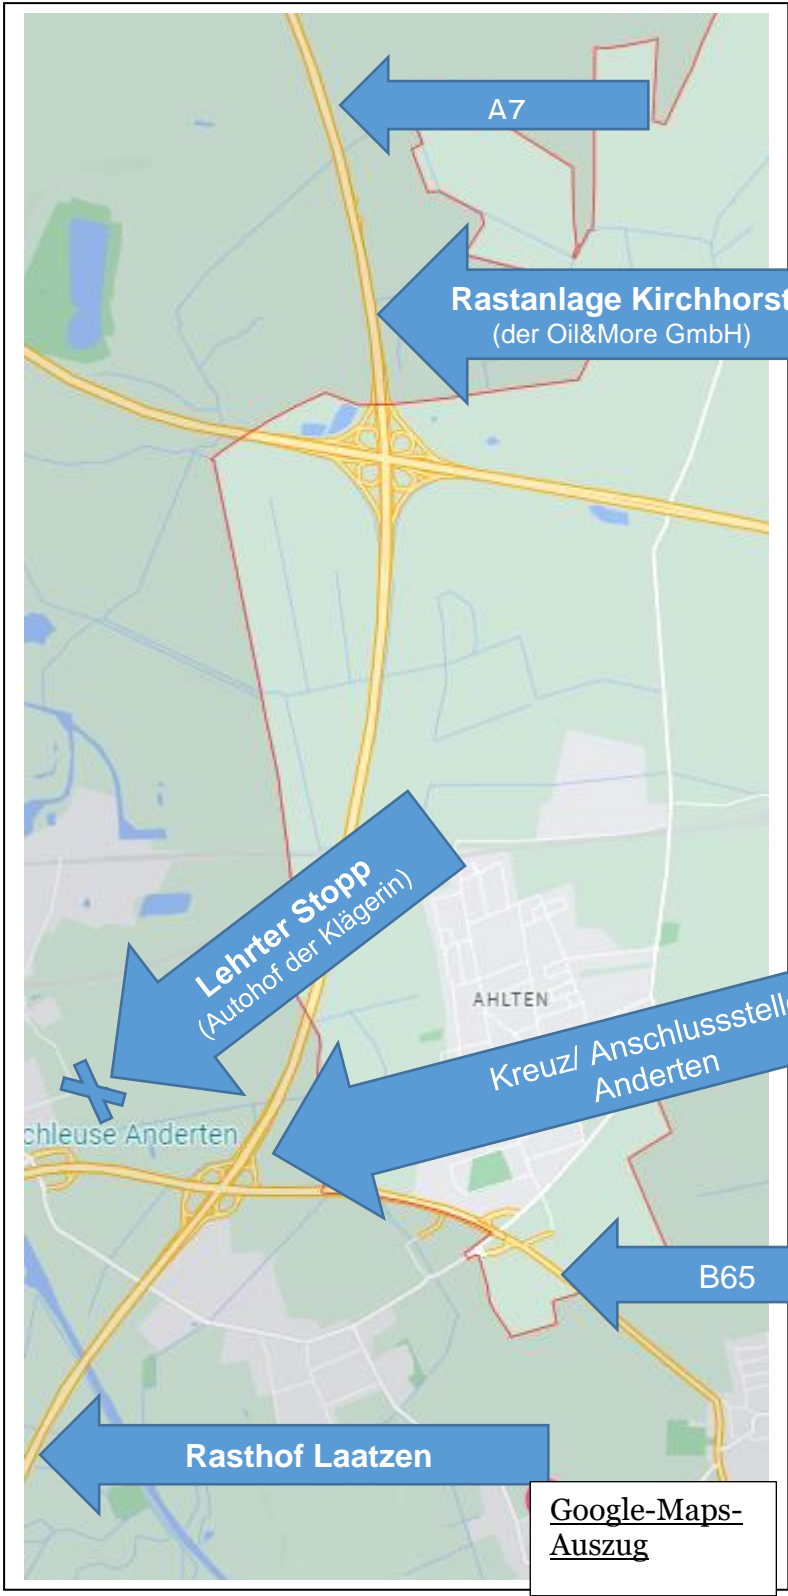 A7
Rastanlage Kirchhorst
(der Oil&More GmbH)
Lehrter Stopp
(Autohof der Klägerin)
AHLTEN
Kreuz/ Anschlussstelle
Anderten
chleuse Anderten
B65
Rasthof Laatzen
Google-Maps-
Auszug